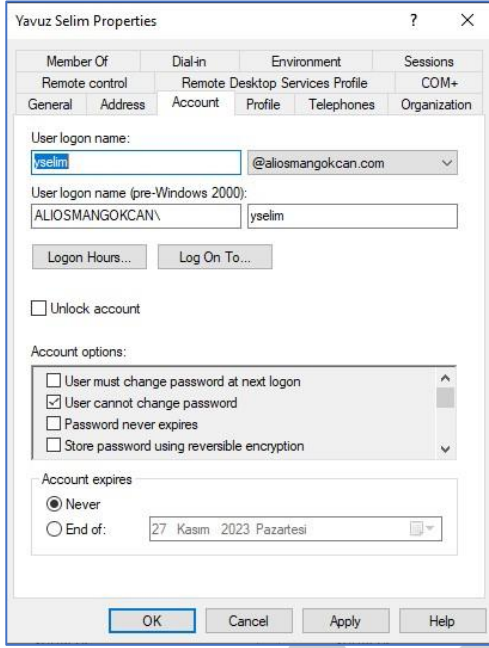 Yavuz Selim Properties
Member Of Dial-in Environment Sessions
Remote control Remote Desktop Services Profile COM+
General Address Account Profile Telephones Organization
User logon name:
yselim @aliosmangokcan.com
User logon name (pre-Windows 2000):
ALIOSMANGOKCAN\ yselim
Logon Hours... Log On To...
Unlock account
Account options:
User must change password at next logon
User cannot change password
Password never expires
Store password using reversible encryption
Account expires
Never
End of: 27 Kasım 2023 Pazartesi
OK Cancel Apply Help